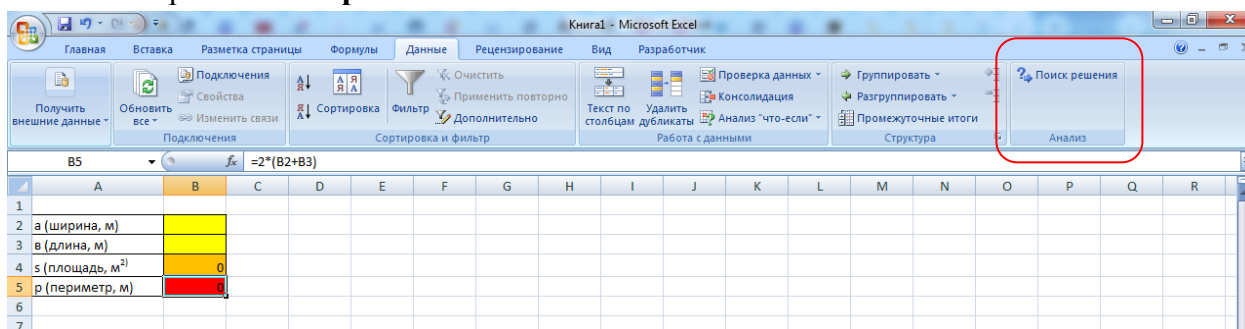 Книга1 - Microsoft Excel
Главная Вставка Разметка страницы Формулы Данные Рецензирование Вид Разработчик
Получить внешние данные
Обновить все
Подключения
Свойства
Изменить связи
Подключения
Сортировка
Фильтр
Очистить
Применить повторно
Дополнительно
Сортировка и фильтр
Текст по столбцам
Удалить дубликаты
Проверка данных
Консолидация
Анализ "что-если"
Работа с данными
Группировать
Разгруппировать
Промежуточные итоги
Структура
Поиск решения
Анализ
B5 fx =2*(B2+B3)
A B C D E F G H I J K L M N O P Q R
1
2 а (ширина, м)
3 в (длина, м)
4 s (площадь, м2) 0
5 р (периметр, м) 0
6
7